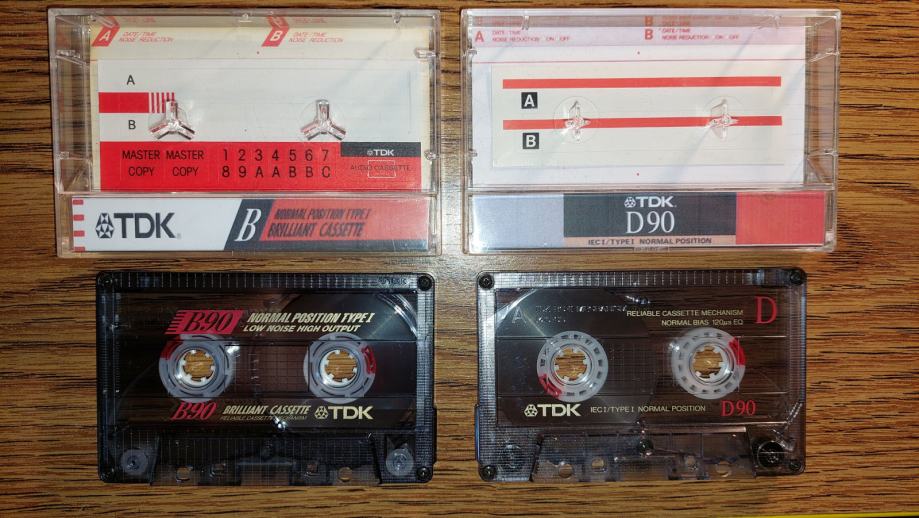 A DATE/TIME
NOISE REDUCTION
B DATE/TIME
NOISE REDUCTION
A
B
MASTER MASTER 1 2 3 4 5 6 7
COPY COPY 8 9 A A B B C
TDK
AUDIO CASSETTE
TDK
B NORMAL POSITION TYPE I
BRILLIANT CASSETTE
A DATE/TIME
NOISE REDUCTION ON OFF
B DATE/TIME
NOISE REDUCTION ON OFF
A
B
TDK
D90
IEC I/TYPE I NORMAL POSITION
B90 NORMAL POSITION TYPE I
LOW NOISE HIGH OUTPUT
B90 BRILLIANT CASSETTE TDK
RELIABLE CASSETTE MECHANISM
A
RELIABLE CASSETTE MECHANISM D
NORMAL BIAS 120μs EQ
TDK IEC I/TYPE I NORMAL POSITION D90